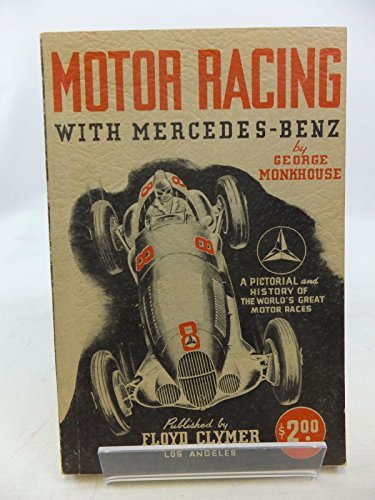 MOTOR RACING
WITH MERCEDES-BENZ
by
GEORGE
MONKHOUSE
8
8
8
8
A PICTORIAL and
HISTORY OF
THE WORLD'S GREAT
MOTOR RACES
Published by
FLOYD CLYMER
LOS ANGELES
$2.00